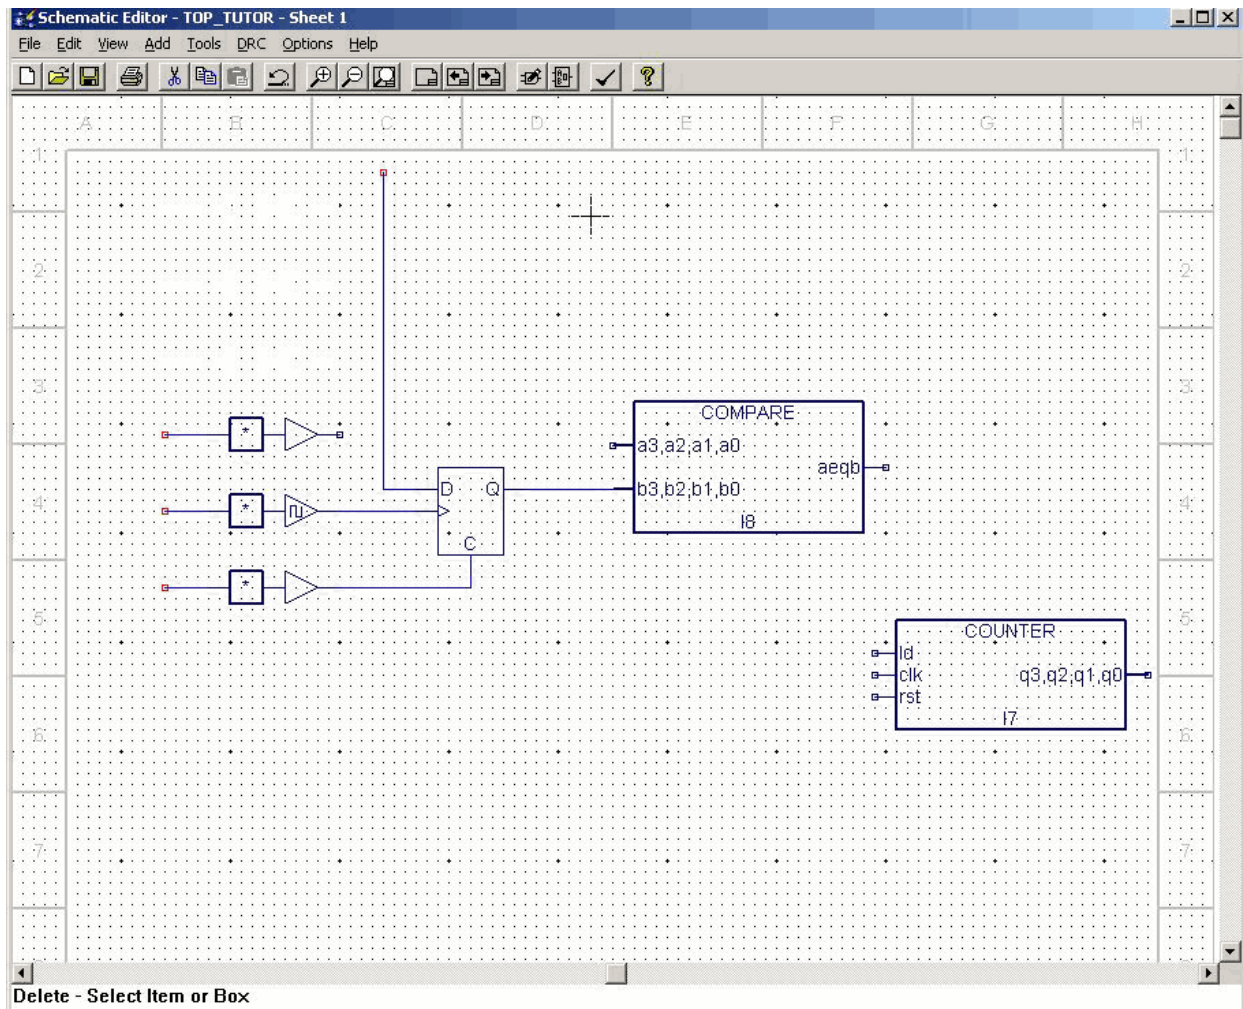 Schematic Editor - TOP_TUTOR - Sheet 1
File Edit View Add Tools DRC Options Help
A B C D E F G H
1 1
2 2
3 3
COMPARE
* a3,a2,a1,a0
aeqb
D Q b3,b2,b1,b0
4 4
*
I8
C
*
5 5
COUNTER
ld
clk q3,q2,q1,q0
rst
I7
6 6
7 7
Delete - Select Item or Box